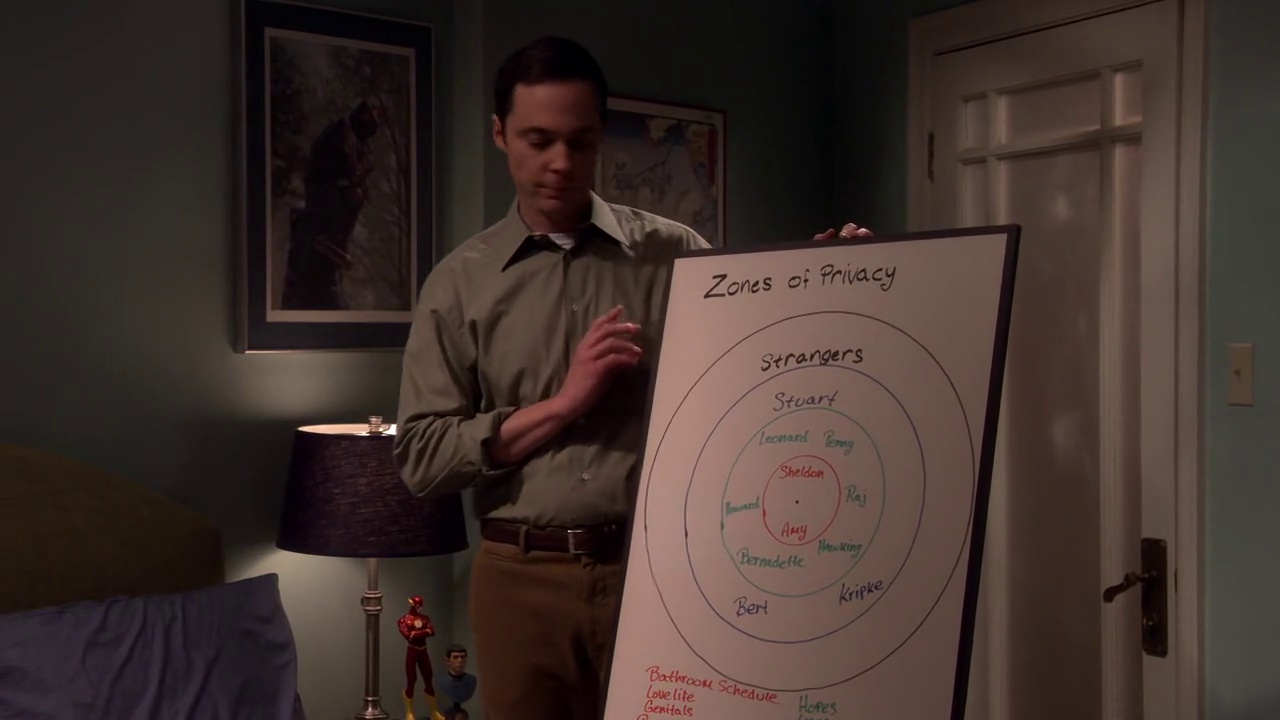 Zones of Privacy
Strangers
Stuart
Leonard Penny
Sheldon
Howard Raj
Amy
Hawking
Bernadette
Kripke
Bert
Bathroom Schedule
Love life
Hopes
Genitals